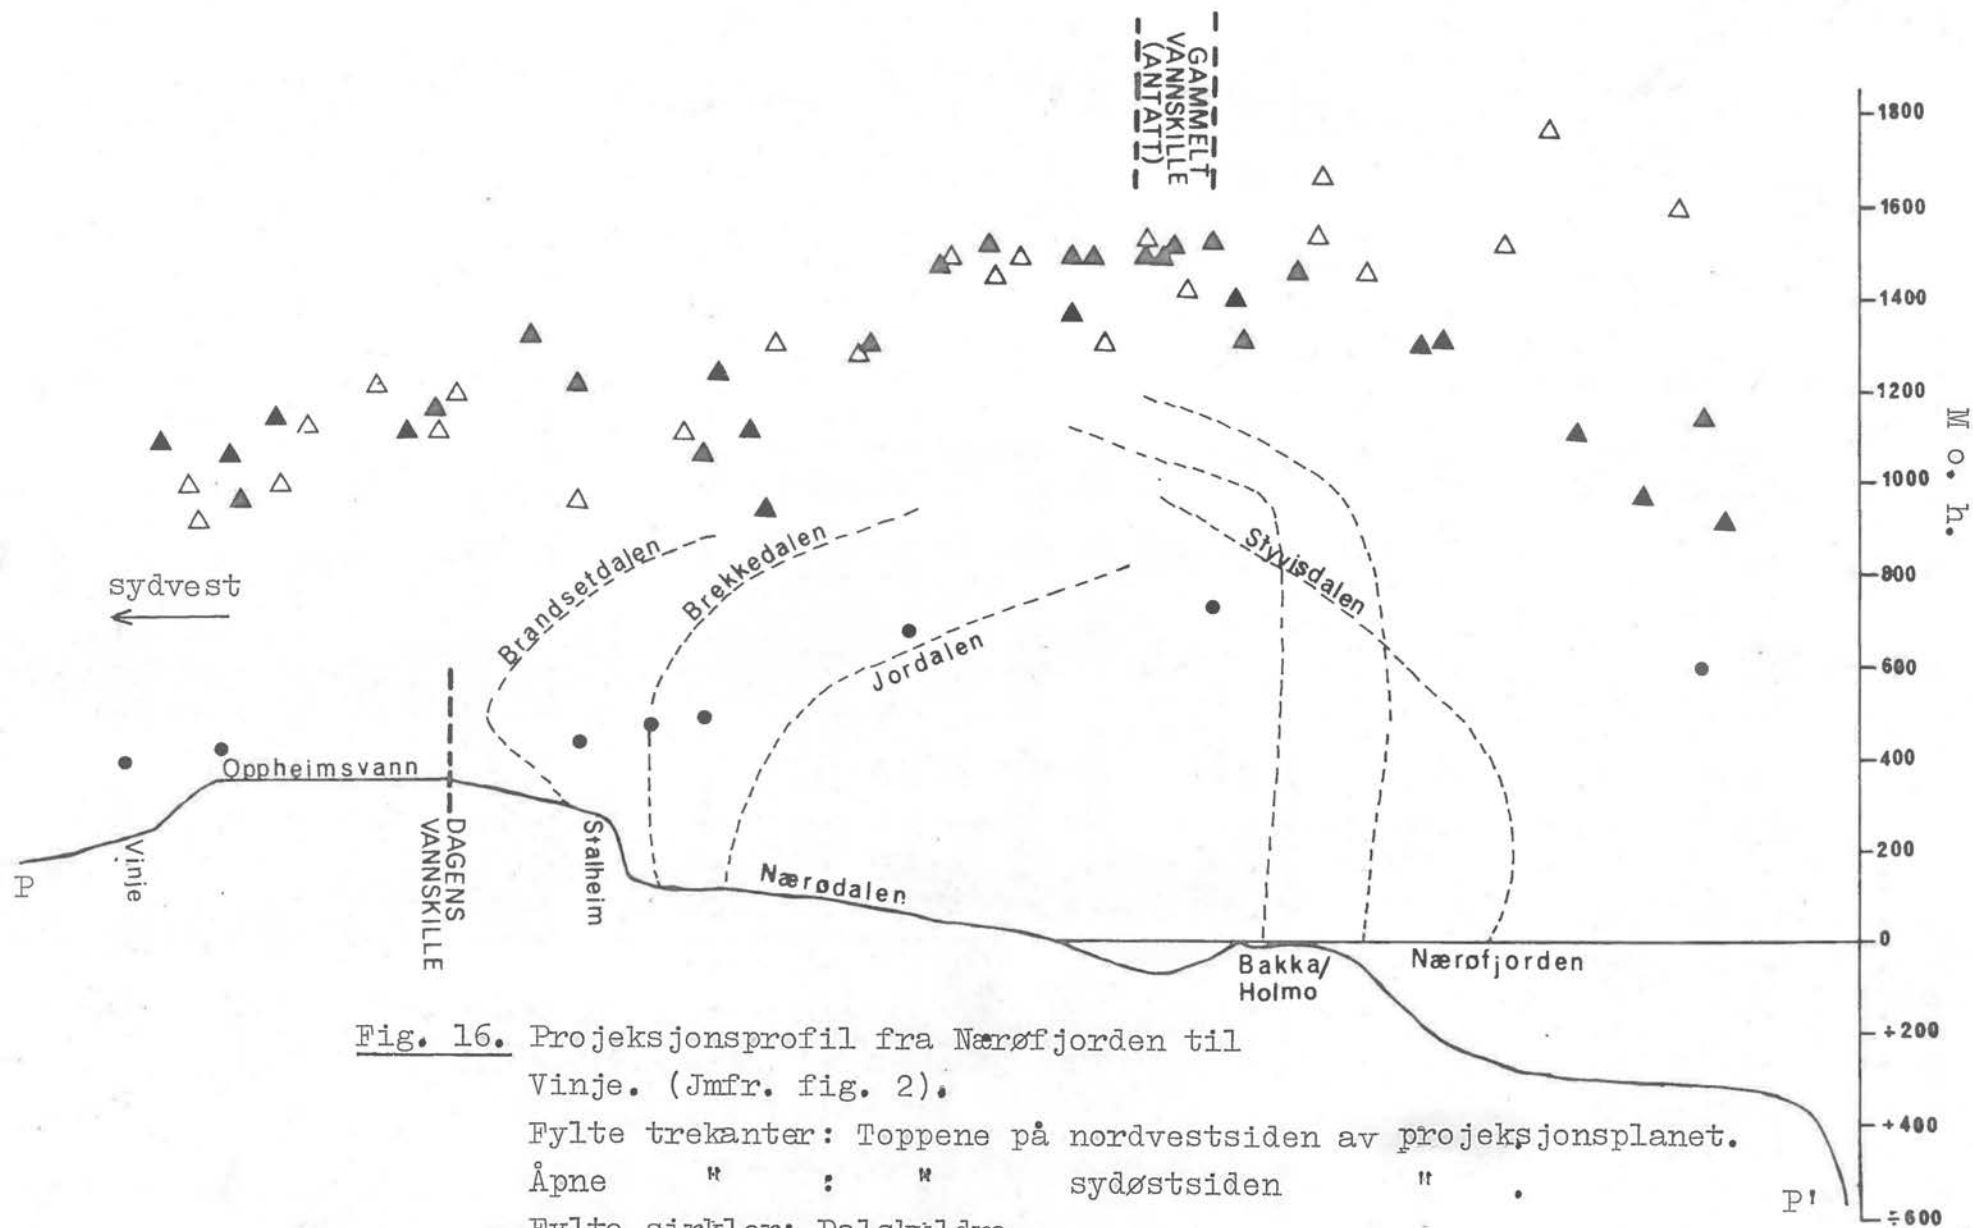 GAMMELT
VANNSKILLE
(ANTATT)
1800
1600
1400
1200
1000
800
600
400
200
0
÷200
÷400
÷600
M o. h.
sydvest
Brandsetdalen
Brekkedalen
Jordalen
Styvisdalen
Oppheimsvann
P
Vinje
DAGENS
VANNSKILLE
Stalheim
Nærødalen
Bakka/
Holmo
Nærøfjorden
P'
Fig. 16. Projeksjonsprofil fra Nærøfjorden til
Vinje. (Jmfr. fig. 2).
Fylte trekanter: Toppene på nordvestsiden av projeksjonsplanet.
Åpne " : " sydøstsiden " .
Fylte sirkler: